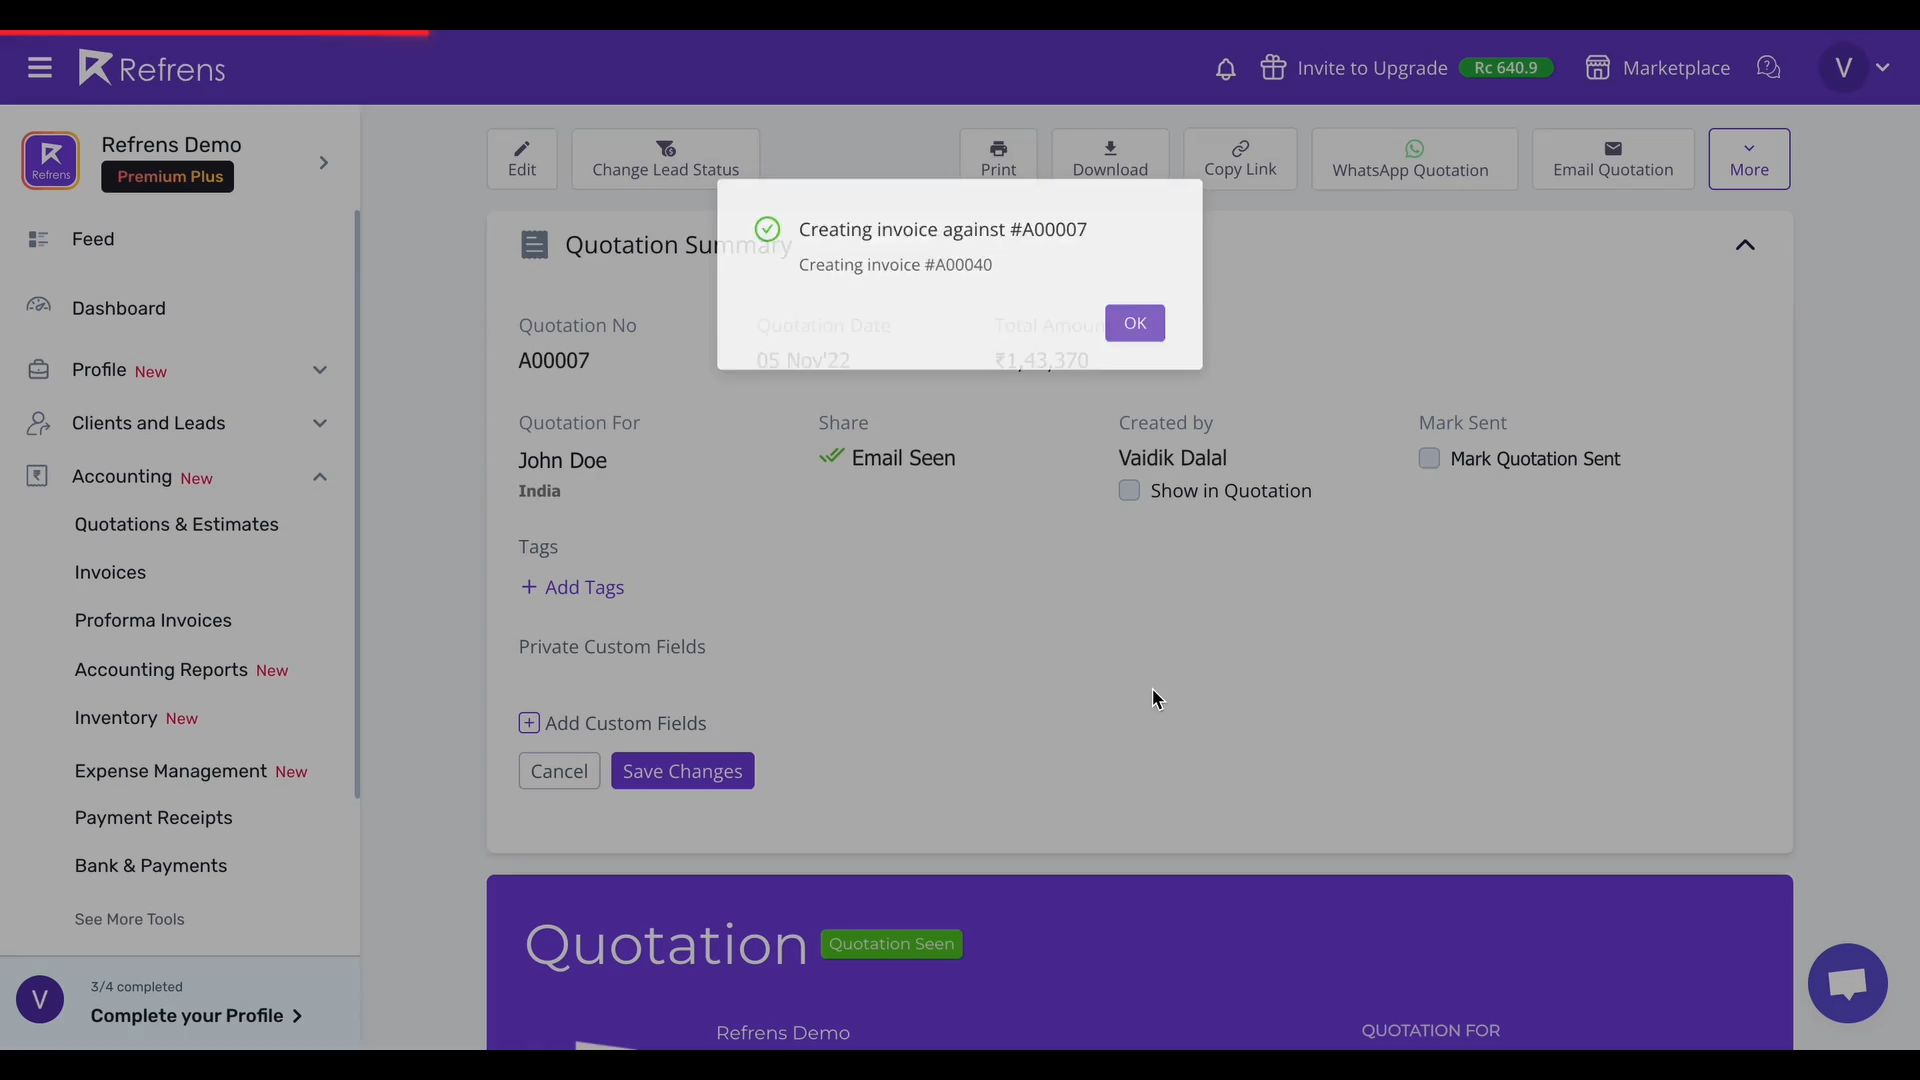 Refrens
Invite to Upgrade
Rc 640.9
Marketplace
V
Refrens
Refrens Demo
Premium Plus
Feed
Dashboard
Profile New
Clients and Leads
Accounting New
Quotations & Estimates
Invoices
Proforma Invoices
Accounting Reports New
Inventory New
Expense Management New
Payment Receipts
Bank & Payments
See More Tools
V
3/4 completed
Complete your Profile
Edit
Change Lead Status
Print
Download
Copy Link
WhatsApp Quotation
Email Quotation
More
Quotation Summary
Creating invoice against #A00007
Creating invoice #A00040
OK
Quotation No
A00007
Quotation Date
05 Nov'22
Total Amoun
₹1,43,370
Quotation For
John Doe
India
Share
Email Seen
Created by
Vaidik Dalal
Show in Quotation
Mark Sent
Mark Quotation Sent
Tags
+ Add Tags
Private Custom Fields
Add Custom Fields
Cancel
Save Changes
Quotation
Quotation Seen
Refrens Demo
QUOTATION FOR